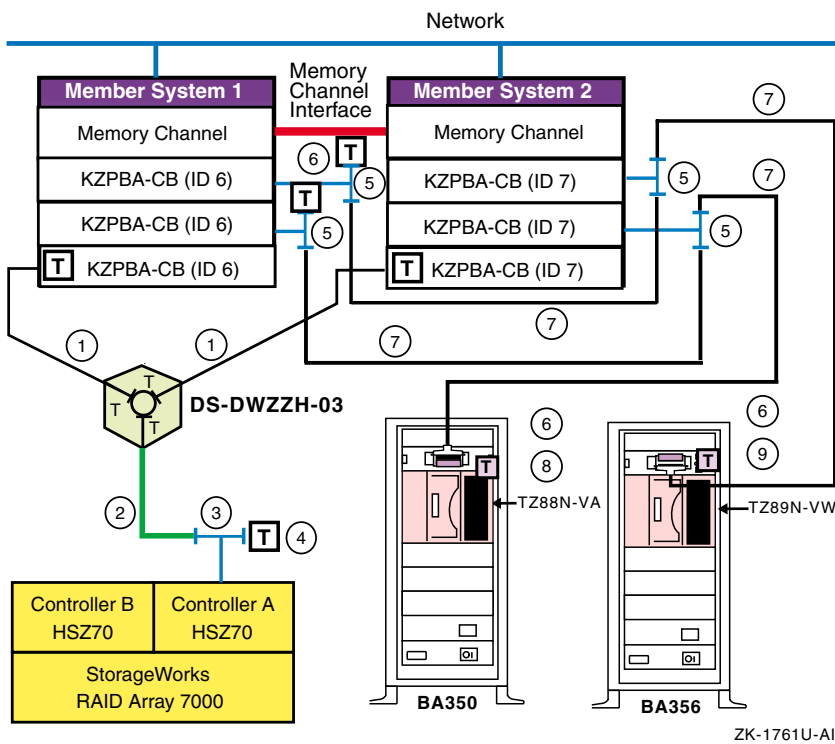 Network
Member System 1
Memory
Channel
Interface
Member System 2
7
Memory Channel
T
6
Memory Channel
KZPBA-CB (ID 6)
T
5
KZPBA-CB (ID 7)
5
7
KZPBA-CB (ID 6)
5
KZPBA-CB (ID 7)
5
T KZPBA-CB (ID 6)
T KZPBA-CB (ID 7)
1
1
7
7
T
T
T
DS-DWZZH-03
6
6
8
9
T
T
TZ88N-VA
TZ89N-VW
2
3
T
4
Controller B
HSZ70
Controller A
HSZ70
StorageWorks
RAID Array 7000
BA350
BA356
ZK-1761U-AI